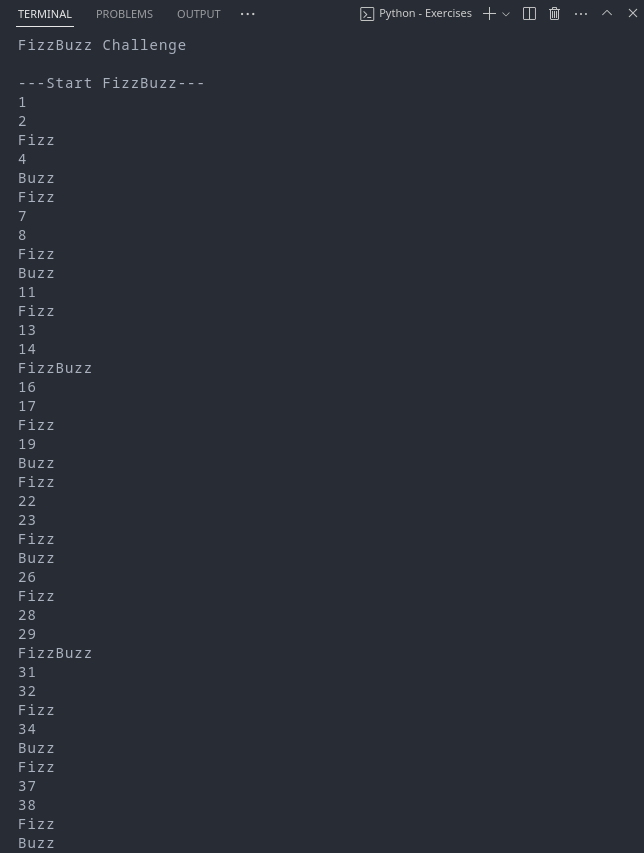 TERMINAL PROBLEMS OUTPUT ··· Python - Exercises ···
FizzBuzz Challenge
---Start FizzBuzz---
1
2
Fizz
4
Buzz
Fizz
7
8
Fizz
Buzz
11
Fizz
13
14
FizzBuzz
16
17
Fizz
19
Buzz
Fizz
22
23
Fizz
Buzz
26
Fizz
28
29
FizzBuzz
31
32
Fizz
34
Buzz
Fizz
37
38
Fizz
Buzz